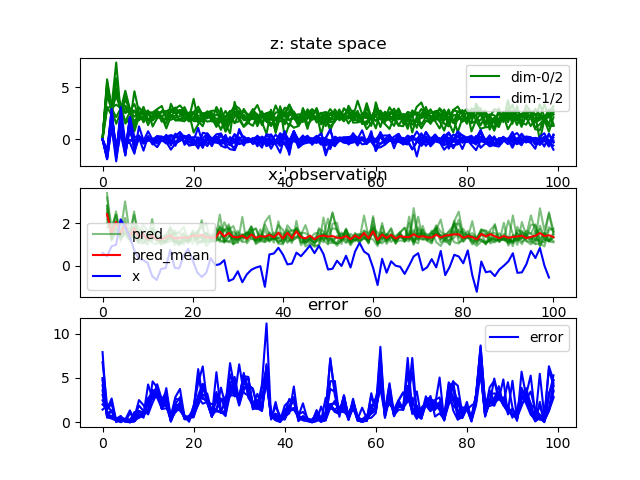 z: state space
5
0
dim-0/2
dim-1/2
0 20 40 60 80 100
x: observation
2
0
pred
pred_mean
x
0 20 40 60 80 100
error
10
5
0
error
0 20 40 60 80 100